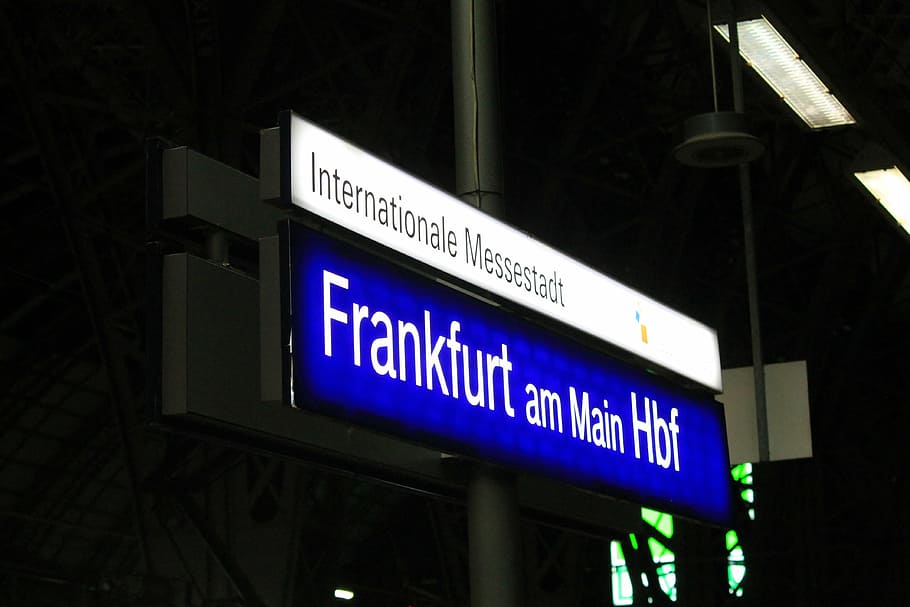 Internationale Messestadt
Frankfurt am Main Hbf